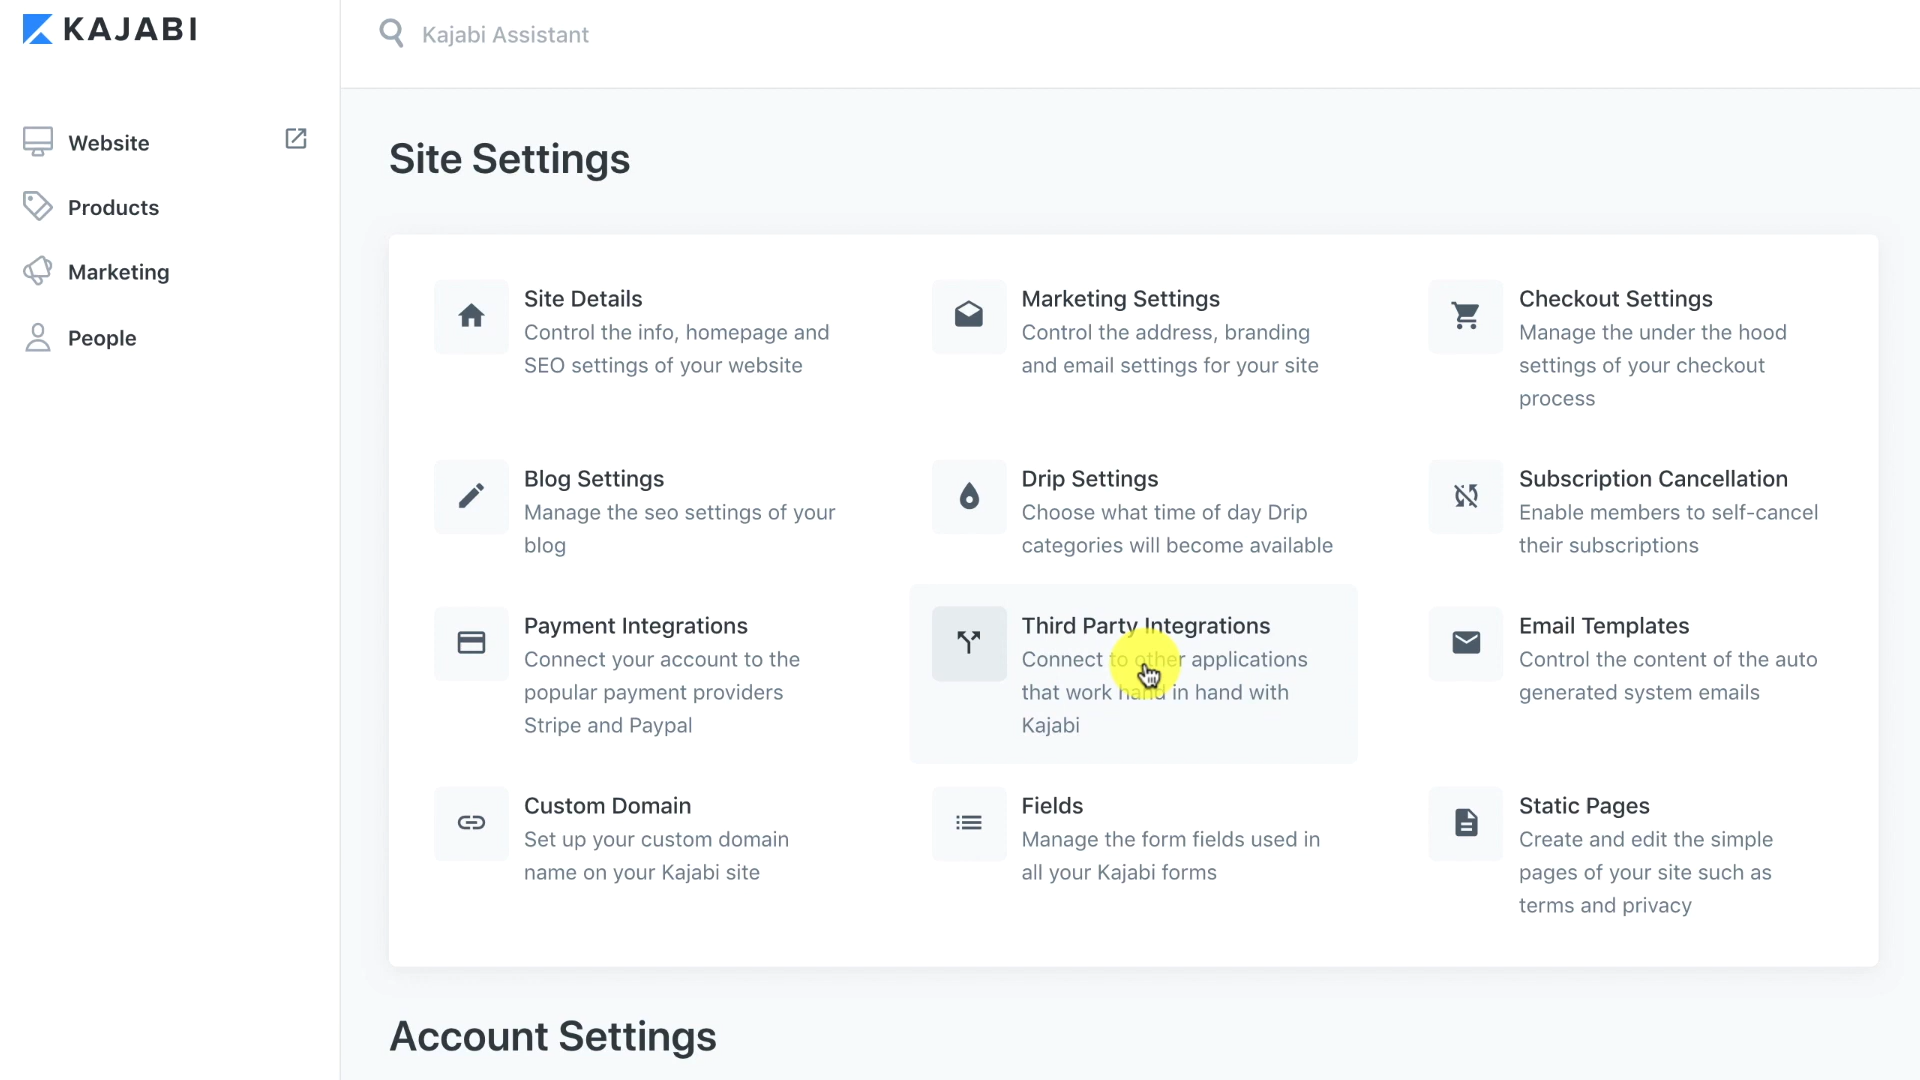 KAJABI
Kajabi Assistant
Website
Products
Marketing
People
Site Settings
Site Details
Control the info, homepage and
SEO settings of your website
Marketing Settings
Control the address, branding
and email settings for your site
Checkout Settings
Manage the under the hood
settings of your checkout
process
Blog Settings
Manage the seo settings of your
blog
Drip Settings
Choose what time of day Drip
categories will become available
Subscription Cancellation
Enable members to self-cancel
their subscriptions
Payment Integrations
Connect your account to the
popular payment providers
Stripe and Paypal
Third Party Integrations
Connect to other applications
that work hand in hand with
Kajabi
Email Templates
Control the content of the auto
generated system emails
Custom Domain
Set up your custom domain
name on your Kajabi site
Fields
Manage the form fields used in
all your Kajabi forms
Static Pages
Create and edit the simple
pages of your site such as
terms and privacy
Account Settings